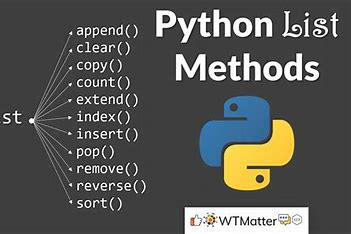 Python List
Methods
st
append()
clear()
copy()
count()
extend()
index()
insert()
pop()
remove()
reverse()
sort()
WTMatter